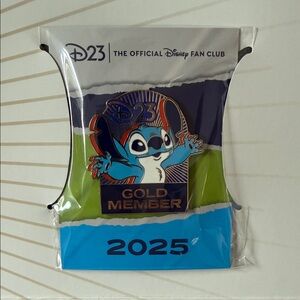 D23 | THE OFFICIAL Disney FAN CLUB
D23
GOLD
MEMBER
2025